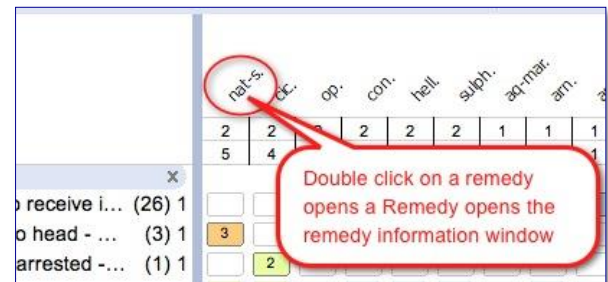 nat-s. cic. op. con. hell. sulph. aq-mar. arn.
2 2 2 2 2 1 1 1
5 4 1
x
receive i... (26) 1
o head - ... (3) 1 3
arrested -... (1) 1 2
Double click on a remedy
opens a Remedy opens the
remedy information window